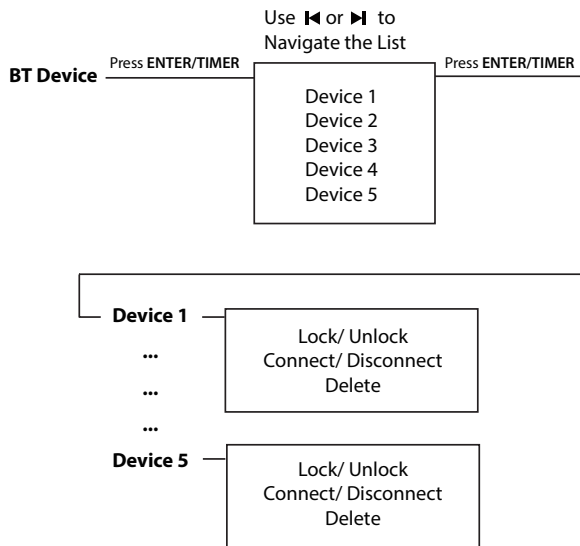 Use ⏮ or ⏭ to
Navigate the List
BT Device
Press ENTER/TIMER
Press ENTER/TIMER
Device 1
Device 2
Device 3
Device 4
Device 5
Device 1
Lock/ Unlock
Connect/ Disconnect
Delete
...
...
...
Device 5
Lock/ Unlock
Connect/ Disconnect
Delete